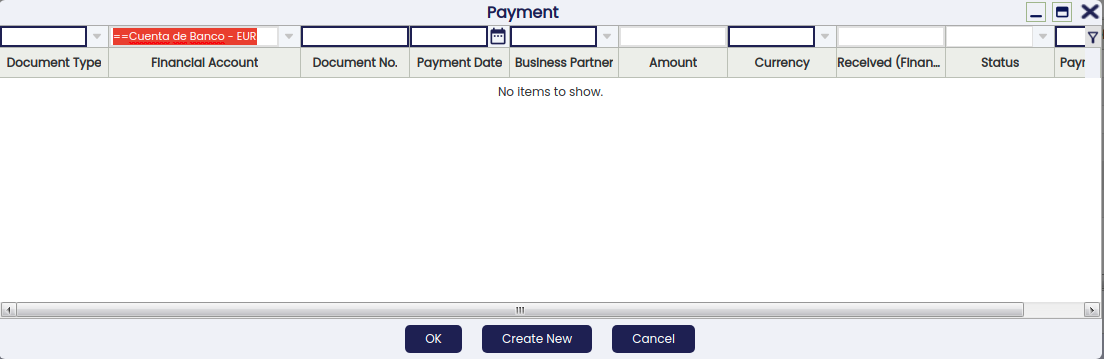 Payment
==Cuenta de Banco - EUR
Document Type Financial Account Document No. Payment Date Business Partner Amount Currency Received (Finan... Status Payr
No items to show.
OK Create New Cancel